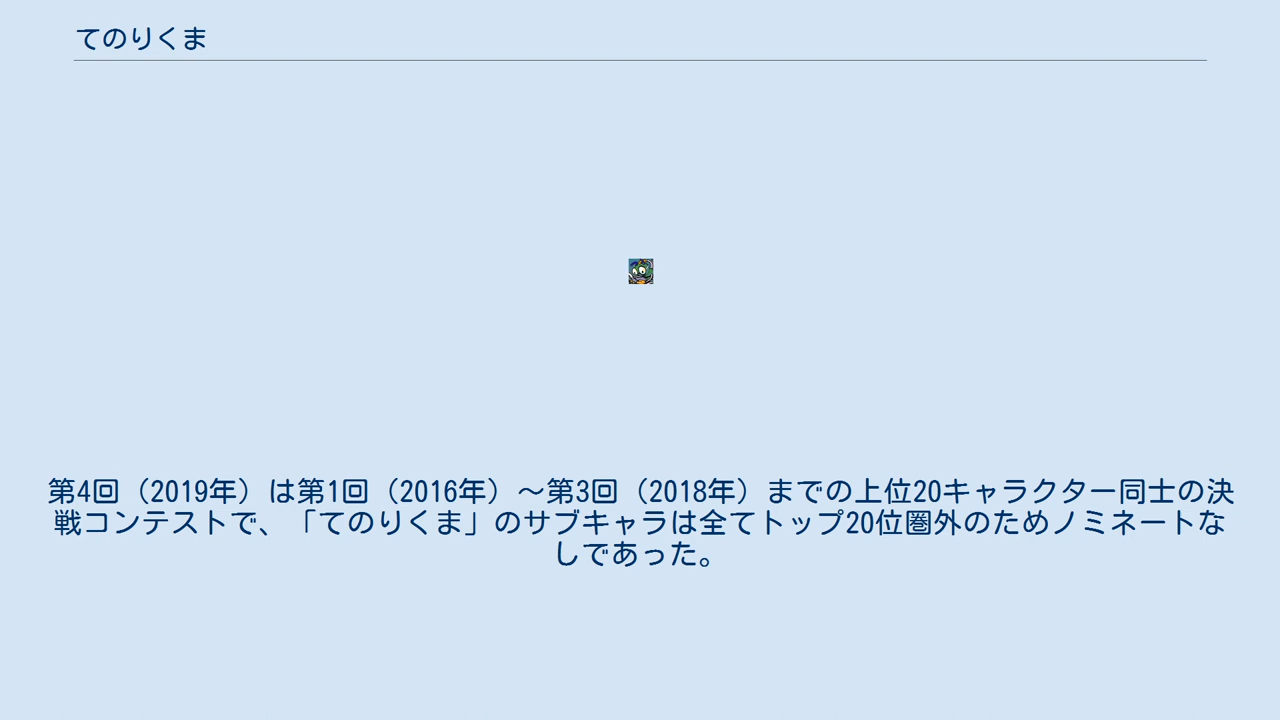 てのりくま
第4回（2019年）は第1回（2016年）～第3回（2018年）までの上位20キャラクター同士の決
戦コンテストで、「てのりくま」のサブキャラは全てトップ20位圏外のためノミネートな
しであった。